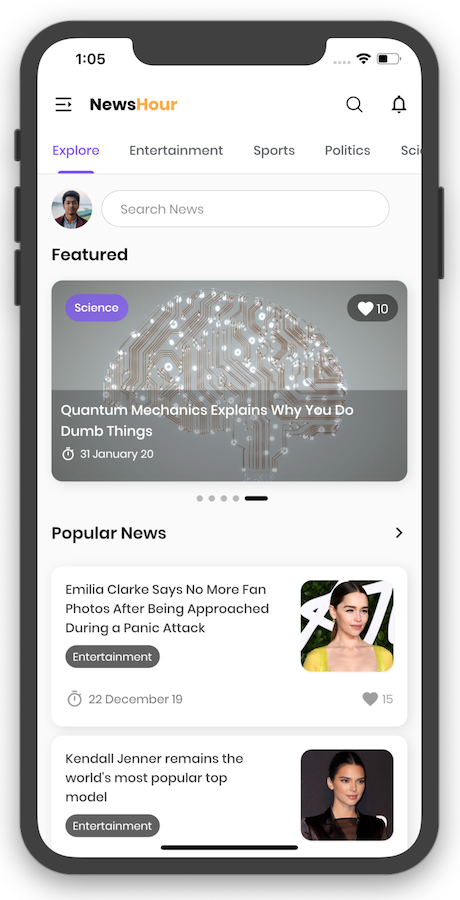 1:05
NewsHour
Explore Entertainment Sports Politics Sci
Search News
Featured
Science
10
Quantum Mechanics Explains Why You Do
Dumb Things
31 January 20
Popular News
Emilia Clarke Says No More Fan
Photos After Being Approached
During a Panic Attack
Entertainment
22 December 19
15
Kendall Jenner remains the
world's most popular top
model
Entertainment